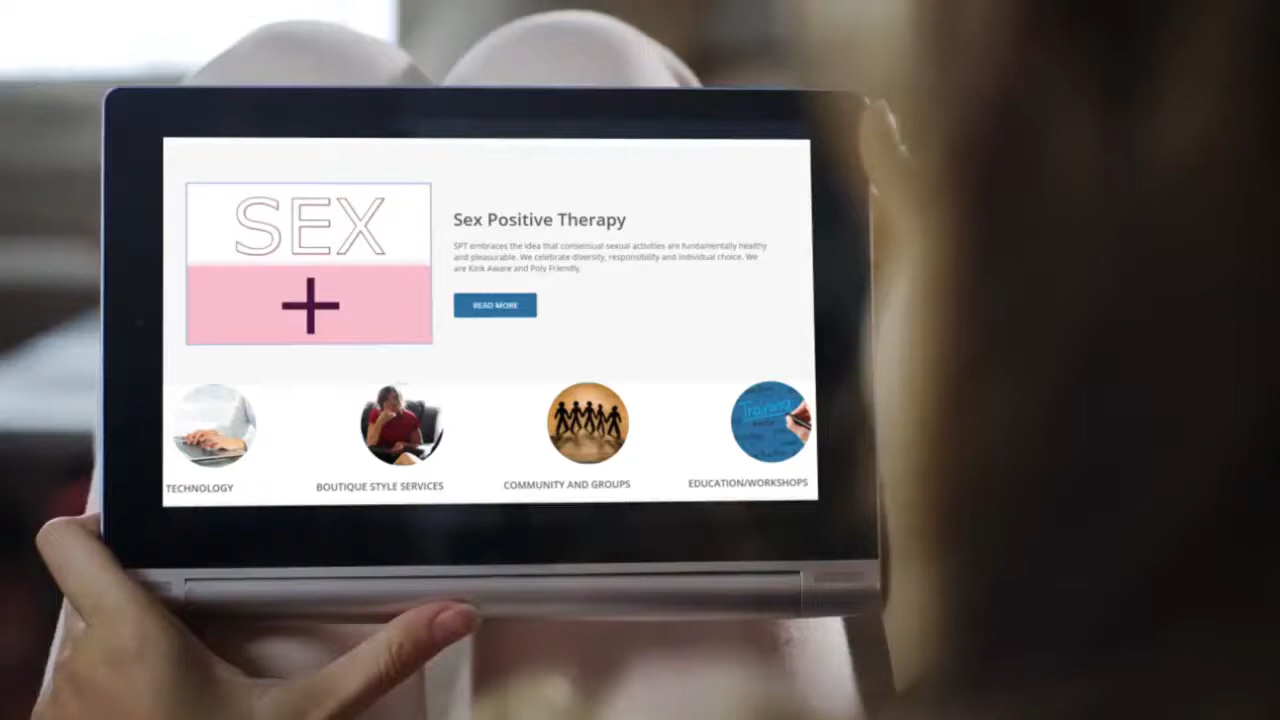 SEX
+
Sex Positive Therapy
SPT embraces the idea that consensual sexual activities are fundamentally healthy
and pleasurable. We celebrate diversity, responsibility and individual choice. We
are Kink Aware and Poly Friendly.
READ MORE
Training
TECHNOLOGY
BOUTIQUE STYLE SERVICES
COMMUNITY AND GROUPS
EDUCATION/WORKSHOPS